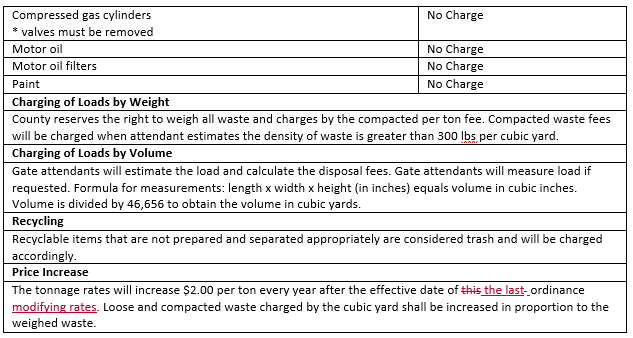 Compressed gas cylinders No Charge
* valves must be removed
Motor oil No Charge
Motor oil filters No Charge
Paint No Charge
Charging of Loads by Weight
County reserves the right to weigh all waste and charges by the compacted per ton fee. Compacted waste fees
will be charged when attendant estimates the density of waste is greater than 300 lbs per cubic yard.
Charging of Loads by Volume
Gate attendants will estimate the load and calculate the disposal fees. Gate attendants will measure load if
requested. Formula for measurements: length x width x height (in inches) equals volume in cubic inches.
Volume is divided by 46,656 to obtain the volume in cubic yards.
Recycling
Recyclable items that are not prepared and separated appropriately are considered trash and will be charged
accordingly.
Price Increase
The tonnage rates will increase $2.00 per ton every year after the effective date of this the last ordinance
modifying rates. Loose and compacted waste charged by the cubic yard shall be increased in proportion to the
weighed waste.